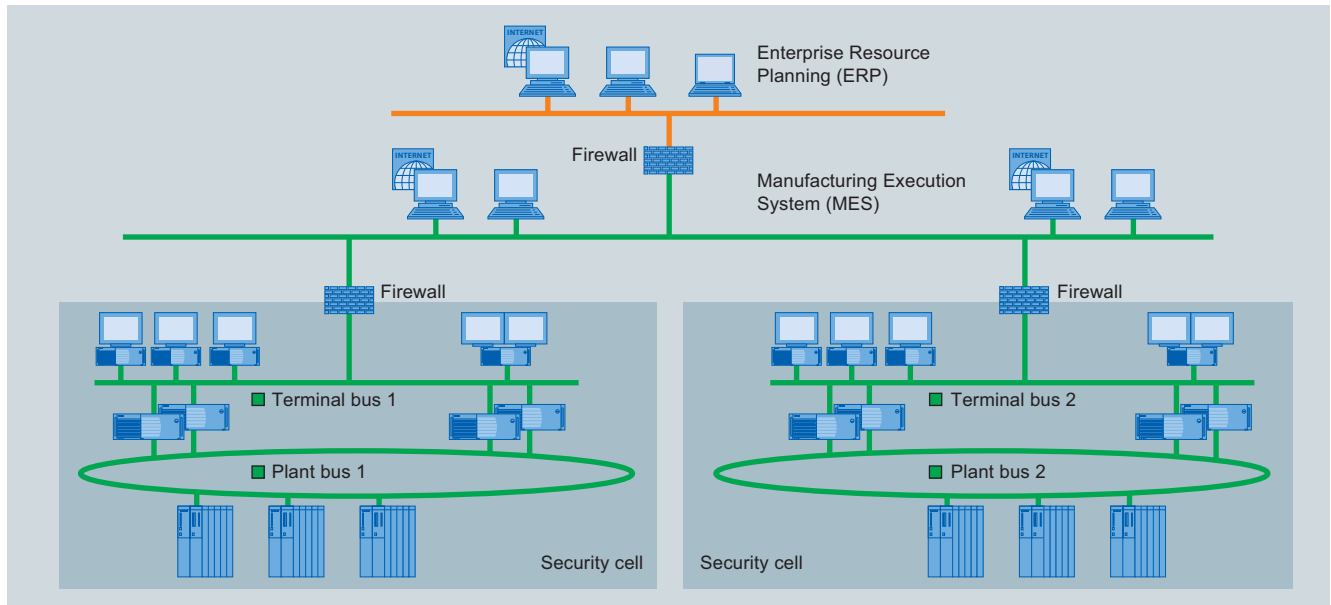 INTERNET
Enterprise Resource
Planning (ERP)
Firewall
INTERNET
Manufacturing Execution
System (MES)
INTERNET
Firewall
Firewall
Terminal bus 1
Terminal bus 2
Plant bus 1
Plant bus 2
Security cell
Security cell